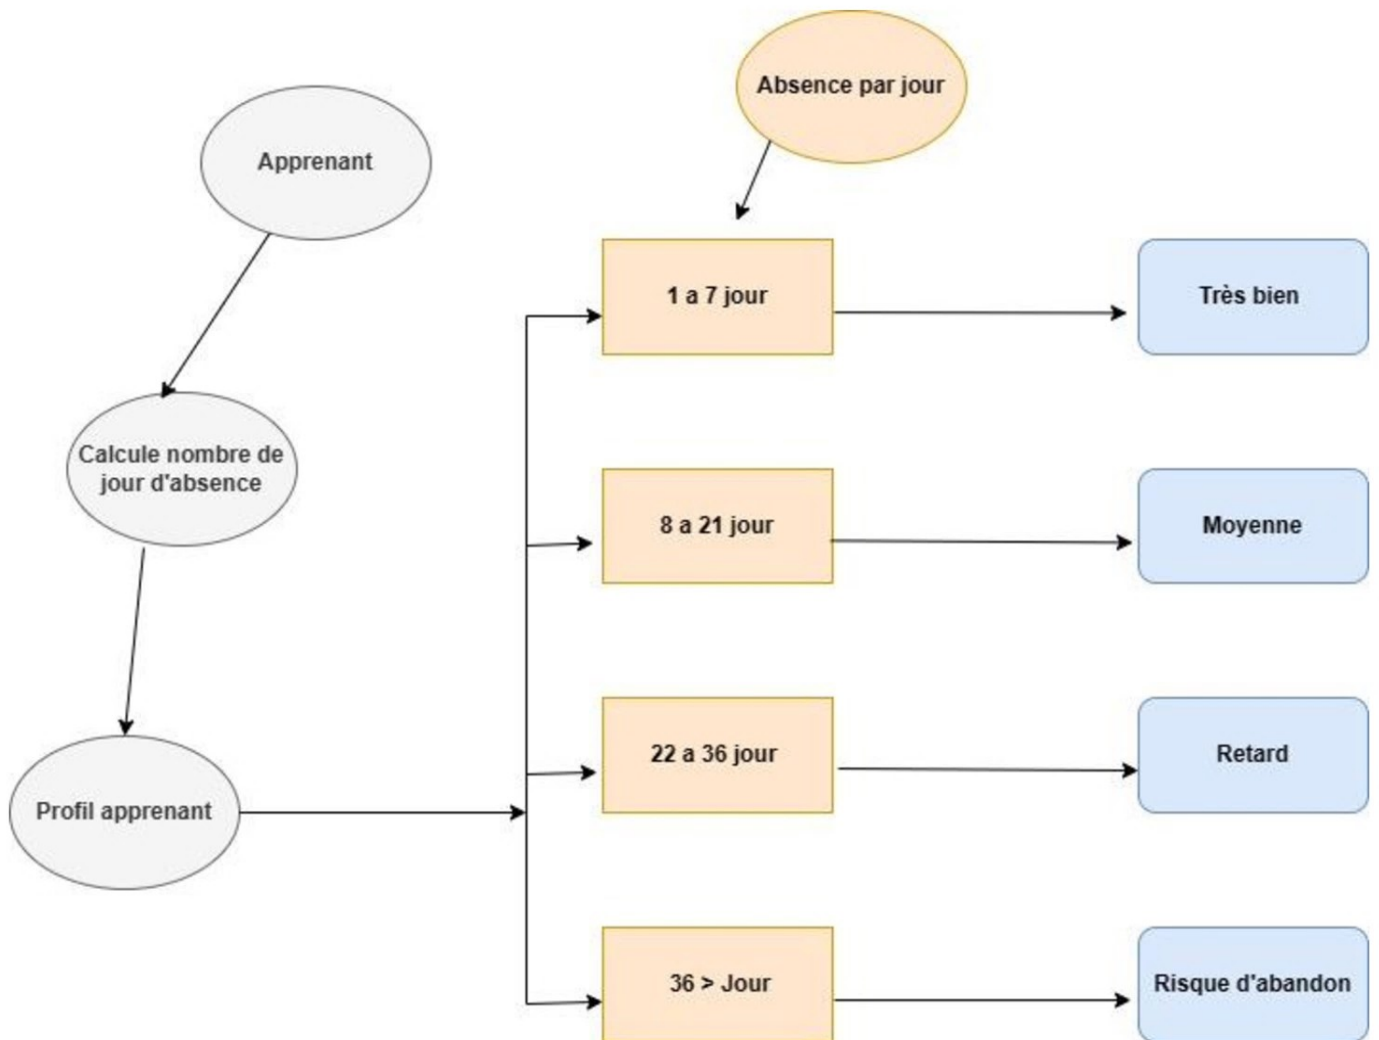 Absence par jour
Apprenant
1 a 7 jour
Très bien
Calcule nombre de
jour d'absence
8 a 21 jour
Moyenne
22 a 36 jour
Retard
Profil apprenant
36 > Jour
Risque d'abandon